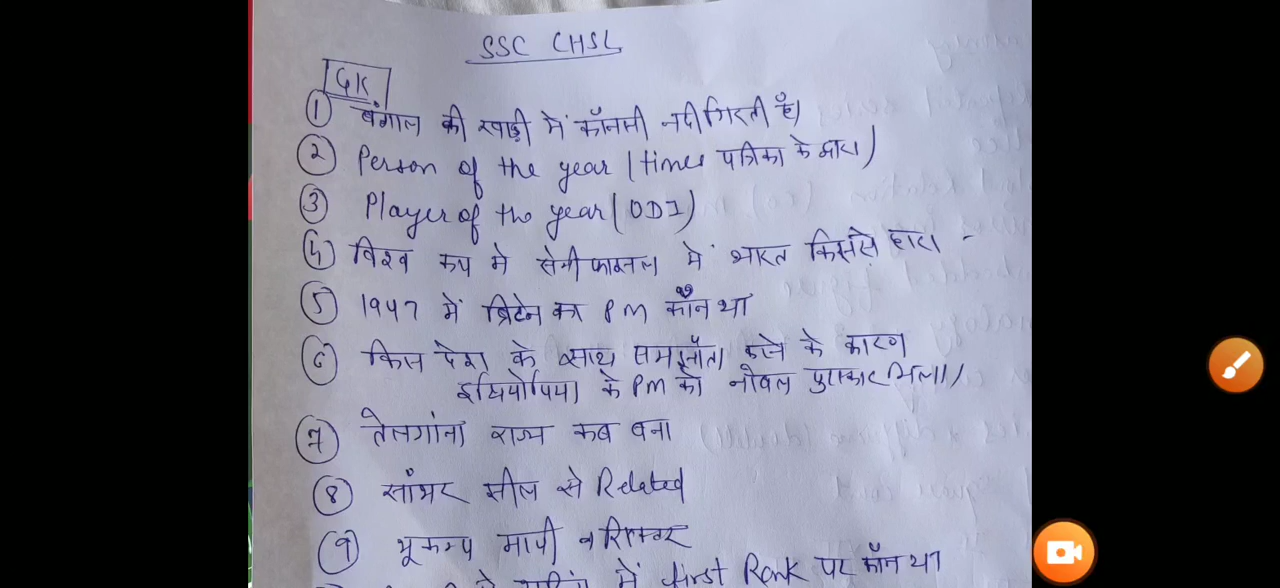 SSC CHSL
GK
① बंगाल की खाड़ी में कौनसी नदी गिरती है।
② Person of the year (times पत्रिका के द्वारा)
③ Player of the year (ODI)
④ विश्व कप में सेमीफाइनल में भारत किससे हारा -
⑤ 1947 में ब्रिटेन का PM कौन था
⑥ किस देश के साथ समझौता करने के कारण
इथियोपिया के PM को नोबल पुरस्कार मिला।
⑦ तेलगांना राज्य कब बना
⑧ सांभर झील से Related
⑨ भूकम्प मापी व रिक्टर
में first Rank पर कौन था